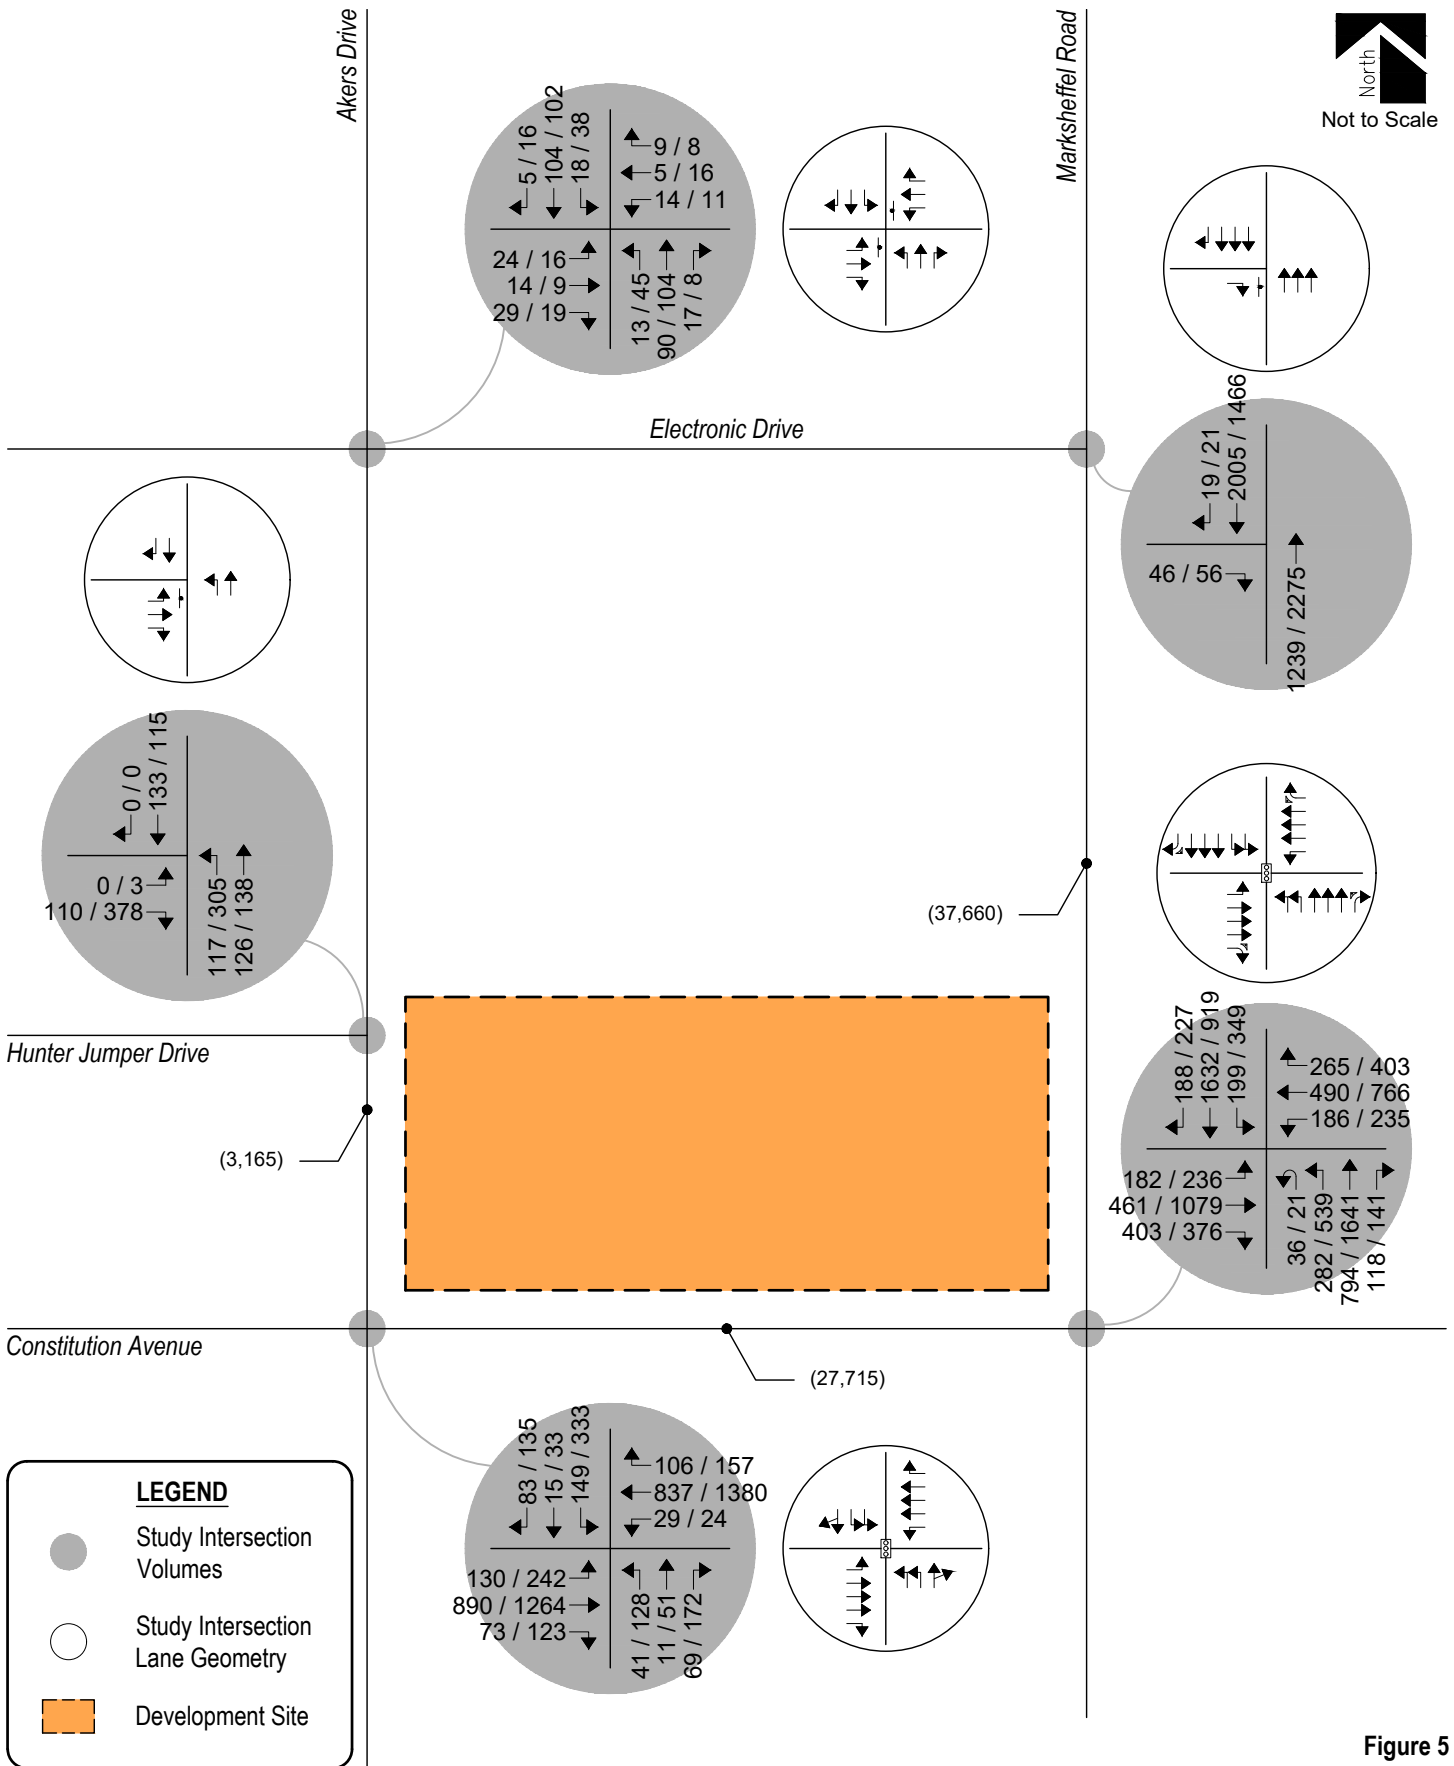 Akers Drive
Marksheffel Road
North
Not to Scale
5 / 16
104 / 102
18 / 38
9 / 8
5 / 16
14 / 11
24 / 16
14 / 9
29 / 19
13 / 45
90 / 104
17 / 8
Electronic Drive
19 / 21
2005 / 1466
46 / 56
1239 / 2275
0 / 0
133 / 115
0 / 3
110 / 378
117 / 305
126 / 138
Hunter Jumper Drive
(37,660)
(3,165)
188 / 227
1632 / 919
199 / 349
265 / 403
490 / 766
186 / 235
182 / 236
461 / 1079
403 / 376
36 / 21
282 / 539
794 / 1641
118 / 141
Constitution Avenue
(27,715)
83 / 135
15 / 33
149 / 333
106 / 157
837 / 1380
29 / 24
130 / 242
890 / 1264
73 / 123
41 / 128
11 / 51
69 / 172
LEGEND
Study Intersection
Volumes
Study Intersection
Lane Geometry
Development Site
Figure 5